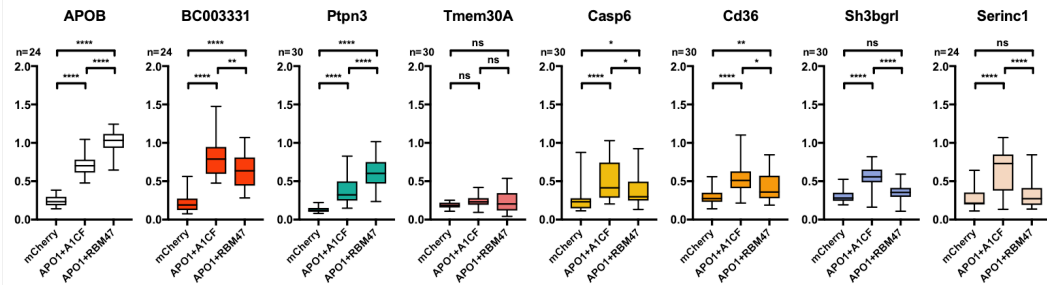 APOB
n=24
****
****
****
2.0
1.5
1.0
0.5
0.0
mCherry
APO1+A1CF
APO1+RBM47
BC003331
****
****
**
2.0
1.5
1.0
0.5
0.0
mCherry
APO1+A1CF
APO1+RBM47
Ptpn3
n=30
****
****
****
2.0
1.5
1.0
0.5
0.0
mCherry
APO1+A1CF
APO1+RBM47
Tmem30A
n=30
ns
ns
ns
2.0
1.5
1.0
0.5
0.0
mCherry
APO1+A1CF
APO1+RBM47
Casp6
n=30
*
****
*
2.0
1.5
1.0
0.5
0.0
mCherry
APO1+A1CF
APO1+RBM47
Cd36
n=30
**
****
*
2.0
1.5
1.0
0.5
0.0
mCherry
APO1+A1CF
APO1+RBM47
Sh3bgrl
n=30
ns
****
****
2.0
1.5
1.0
0.5
0.0
mCherry
APO1+A1CF
APO1+RBM47
Serinc1
n=24
ns
****
****
2.0
1.5
1.0
0.5
0.0
mCherry
APO1+A1CF
APO1+RBM47